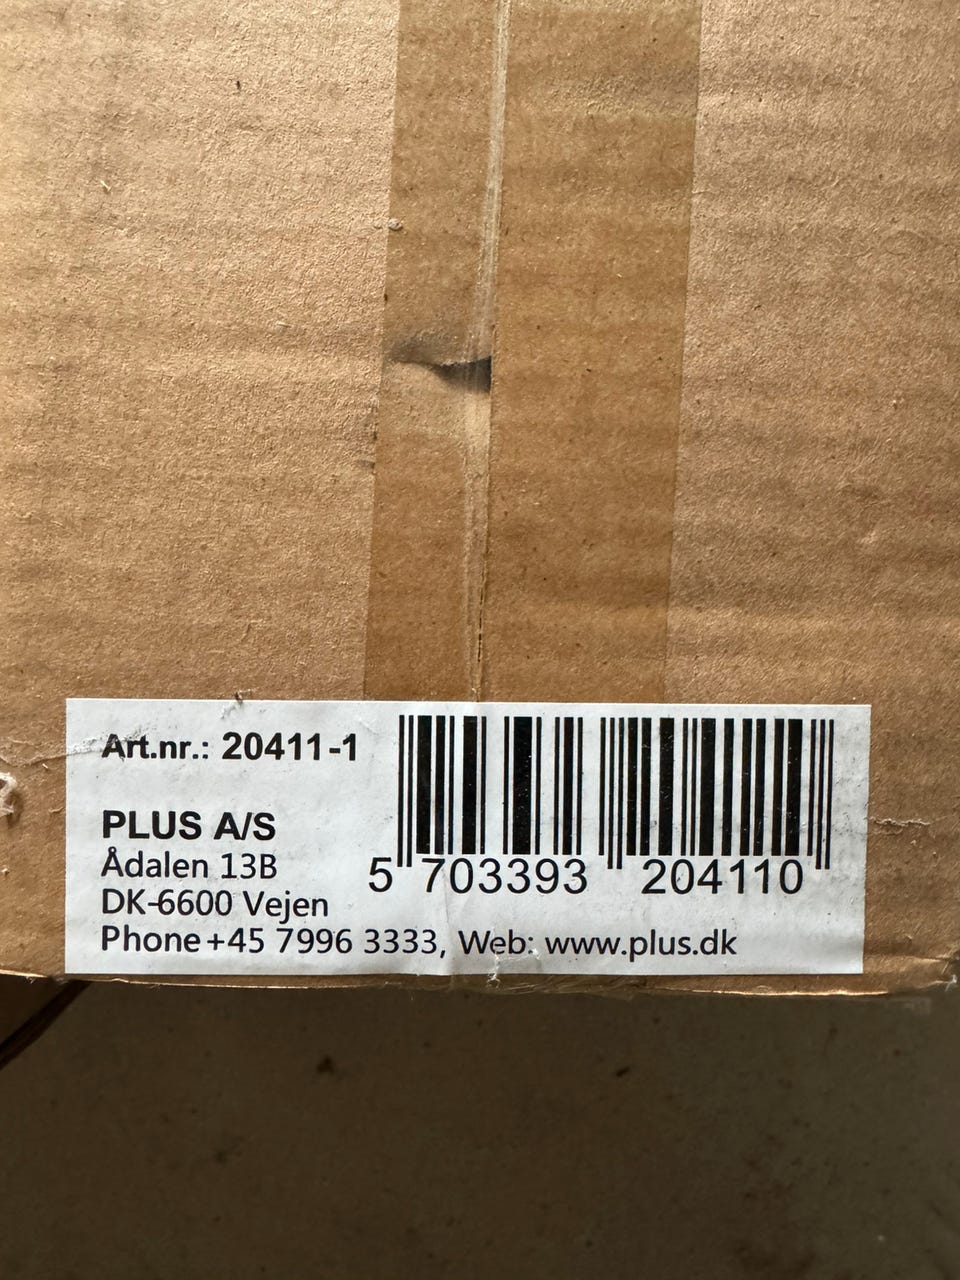 Art.nr.: 20411-1
PLUS A/S
Ådalen 13B
DK-6600 Vejen
Phone +45 7996 3333, Web: www.plus.dk
5 703393 204110